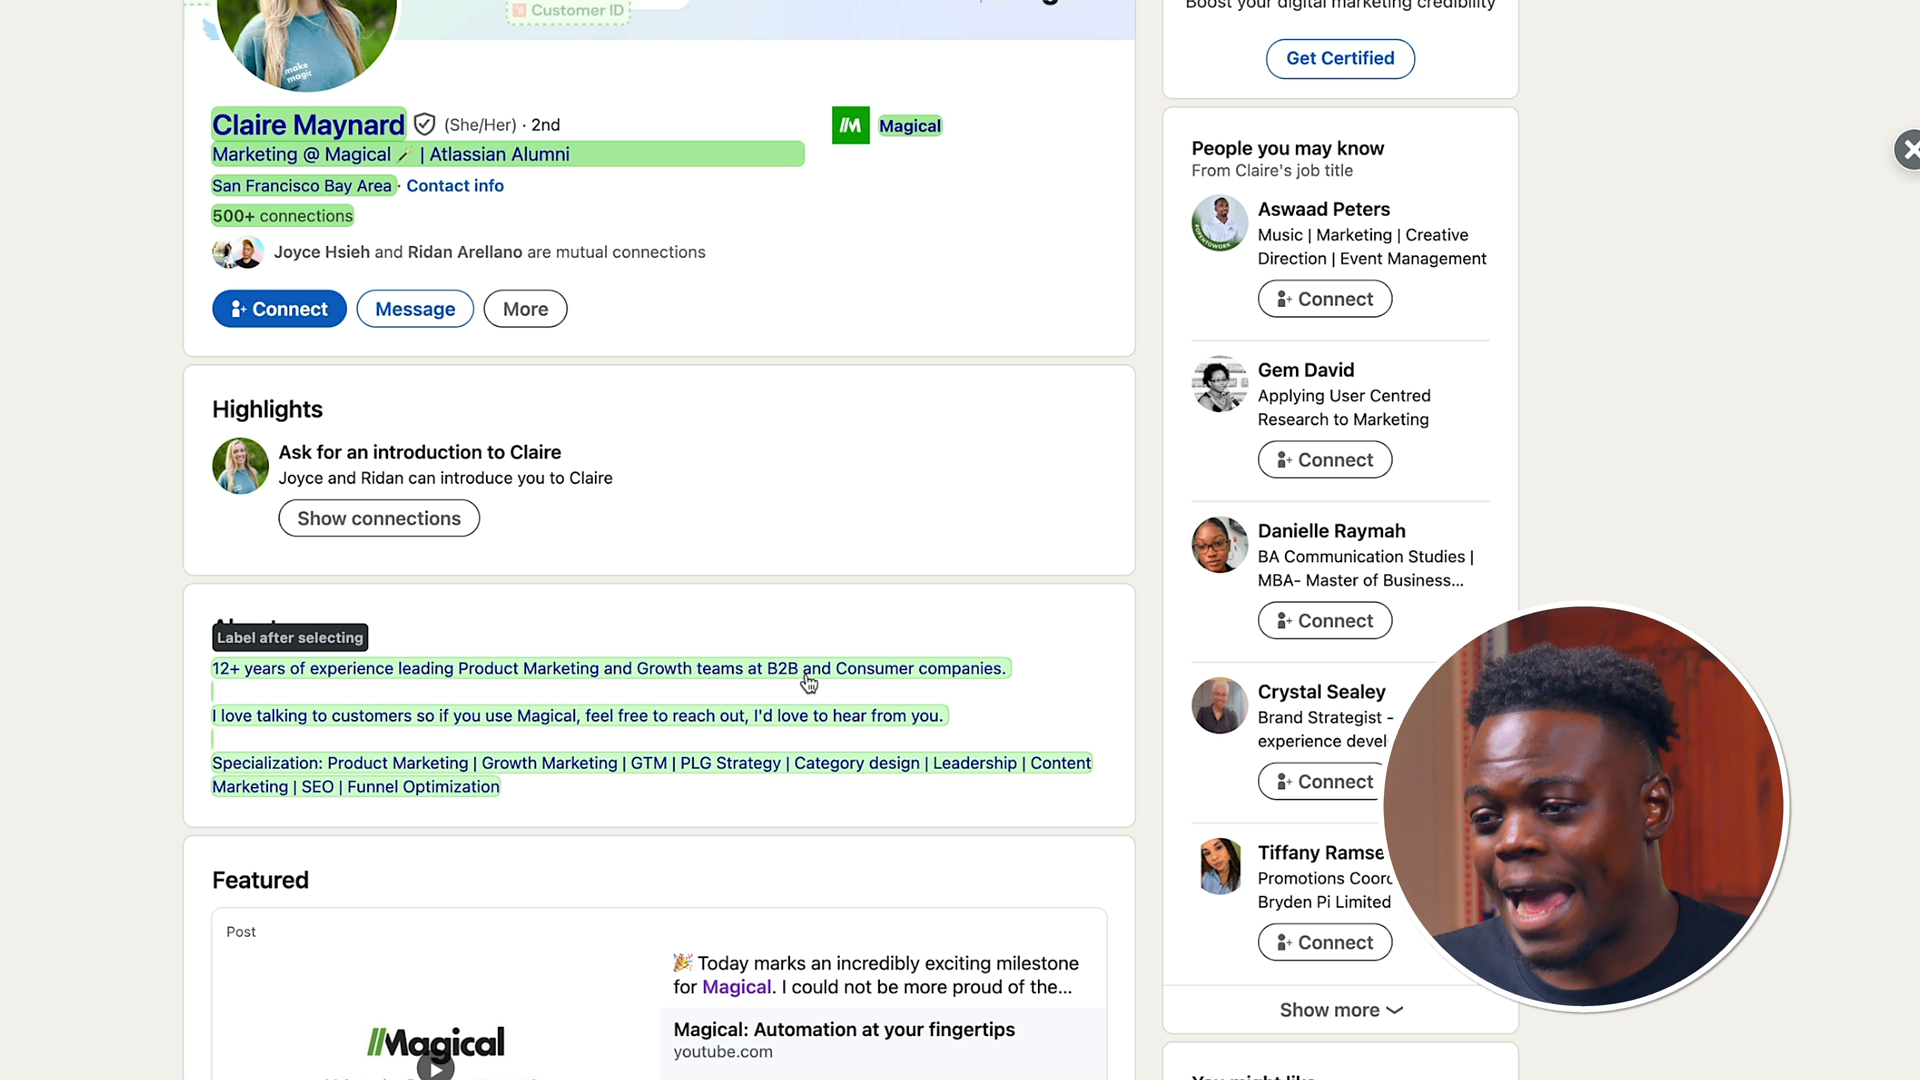 Customer ID
make
magic
Claire Maynard (She/Her) · 2nd
Marketing @ Magical 🪄 | Atlassian Alumni
San Francisco Bay Area · Contact info
500+ connections
Joyce Hsieh and Ridan Arellano are mutual connections
Connect
Message
More
Magical
Highlights
Ask for an introduction to Claire
Joyce and Ridan can introduce you to Claire
Show connections
Label after selecting
12+ years of experience leading Product Marketing and Growth teams at B2B and Consumer companies.
I love talking to customers so if you use Magical, feel free to reach out, I'd love to hear from you.
Specialization: Product Marketing | Growth Marketing | GTM | PLG Strategy | Category design | Leadership | Content
Marketing | SEO | Funnel Optimization
Featured
Post
🎉 Today marks an incredibly exciting milestone
for Magical. I could not be more proud of the...
Magical
Magical: Automation at your fingertips
youtube.com
Boost your digital marketing credibility
Get Certified
People you may know
From Claire's job title
Aswaad Peters
Music | Marketing | Creative
Direction | Event Management
Connect
Gem David
Applying User Centred
Research to Marketing
Connect
Danielle Raymah
BA Communication Studies |
MBA- Master of Business...
Connect
Crystal Sealey
Brand Strategist -
experience devel
Connect
Tiffany Ramse
Promotions Coord
Bryden Pi Limited
Connect
Show more
You might like